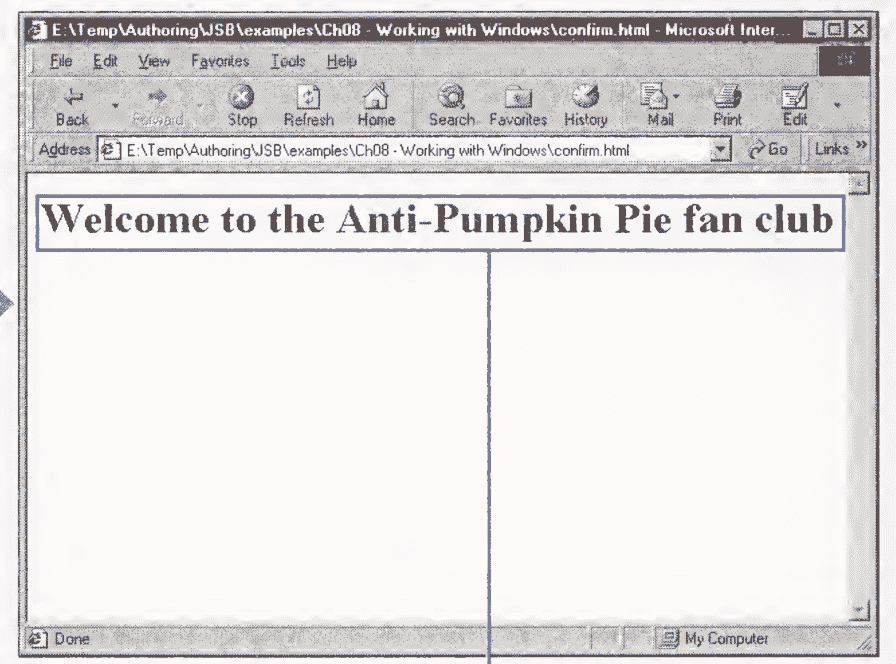 E:\Temp\Authoring\JSB\examples\Ch08 - Working with Windows\confirm.html - Microsoft Inter...
File Edit View Favorites Tools Help
Back Forward Stop Refresh Home Search Favorites History Mail Print Edit
Address E:\Temp\Authoring\JSB\examples\Ch08 - Working with Windows\confirm.html Go Links »
Welcome to the Anti-Pumpkin Pie fan club
Done My Computer